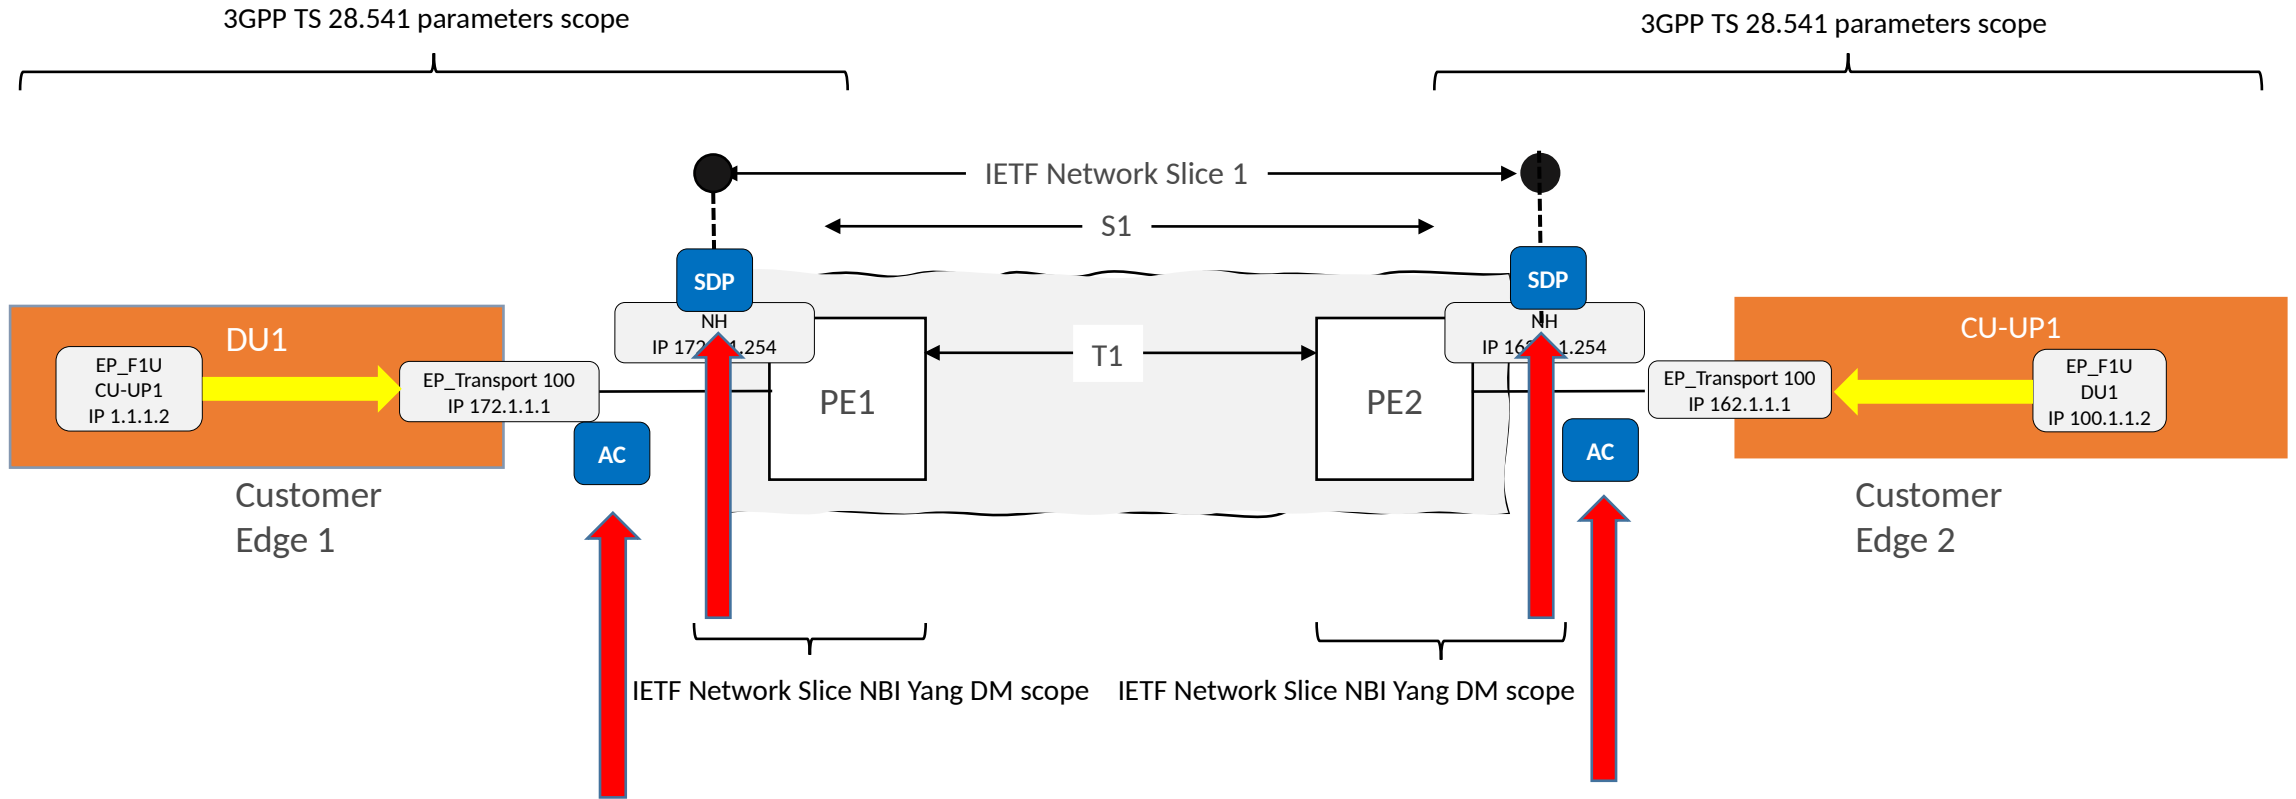 3GPP TS 28.541 parameters scope
3GPP TS 28.541 parameters scope
IETF Network Slice 1
S1
SDP
SDP
NH
IP 172 .254
NH
IP 16 1.254
DU1
CU-UP1
T1
EP_F1U
CU-UP1
IP 1.1.1.2
EP_Transport 100
IP 172.1.1.1
PE1
PE2
EP_Transport 100
IP 162.1.1.1
EP_F1U
DU1
IP 100.1.1.2
AC
AC
Customer
Edge 1
Customer
Edge 2
IETF Network Slice NBI Yang DM scope
IETF Network Slice NBI Yang DM scope